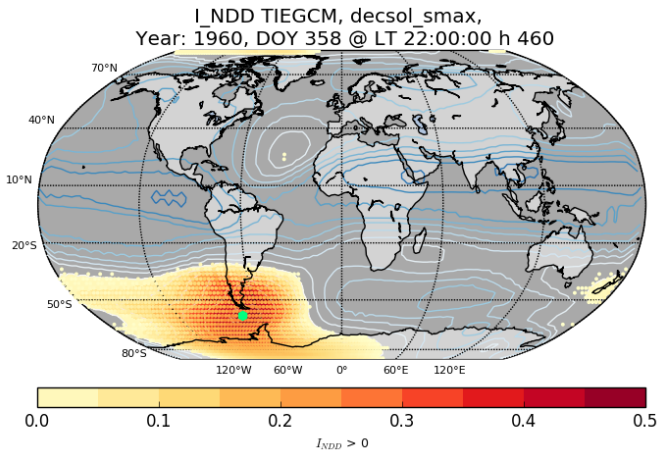 I_NDD TIEGCM, decsol_smax,
Year: 1960, DOY 358 @ LT 22:00:00 h 460
70°N
40°N
10°N
20°S
50°S
80°S
120°W 60°W 0° 60°E 120°E
0.0 0.1 0.2 0.3 0.4 0.5
I_NDD > 0